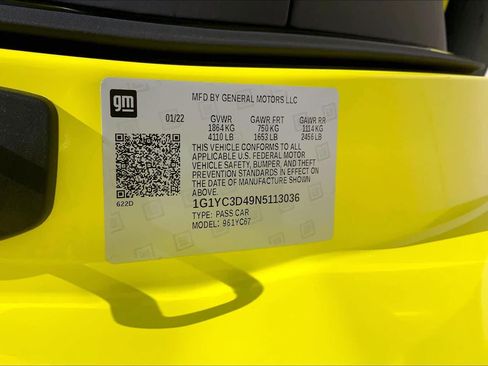 gm
MFD BY GENERAL MOTORS LLC
01/22 GVWR GAWR FRT GAWR RR
1864 KG 750 KG 1114 KG
4110 LB 1653 LB 2456 LB
THIS VEHICLE CONFORMS TO ALL
APPLICABLE U.S. FEDERAL MOTOR
VEHICLE SAFETY, BUMPER, AND THEFT
PREVENTION STANDARDS IN EFFECT ON
THE DATE OF MANUFACTURE SHOWN
ABOVE.
622D
1G1YC3D49N5113036
TYPE: PASS CAR
MODEL: 961YC67